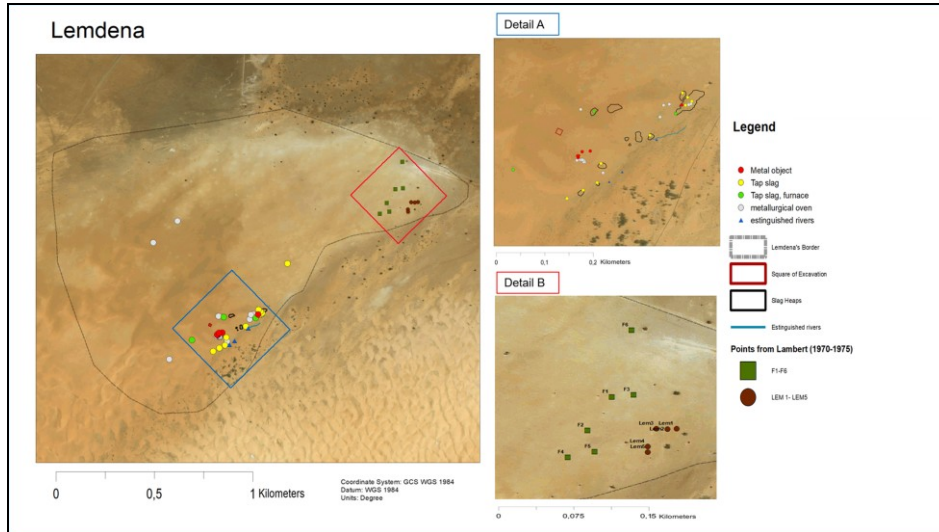 Lemdena
0
0,5
1 Kilometers
Coordinate System: GCS WGS 1984
Datum: WGS 1984
Units: Degree
Detail A
0
0,1
0,2 Kilometers
Detail B
F6
F1
F3
Lem3 Lem1
Lem2
F2
Lem4
Lem5
F5
F4
0
0,075
0,15 Kilometers
Legend
Metal object
Tap slag
Tap slag, furnace
metallurgical oven
estinguished rivers
Lemdena's Border
Square of Excavation
Slag Heaps
Estinguished rivers
Points from Lambert (1970-1975)
F1-F6
LEM 1- LEM5